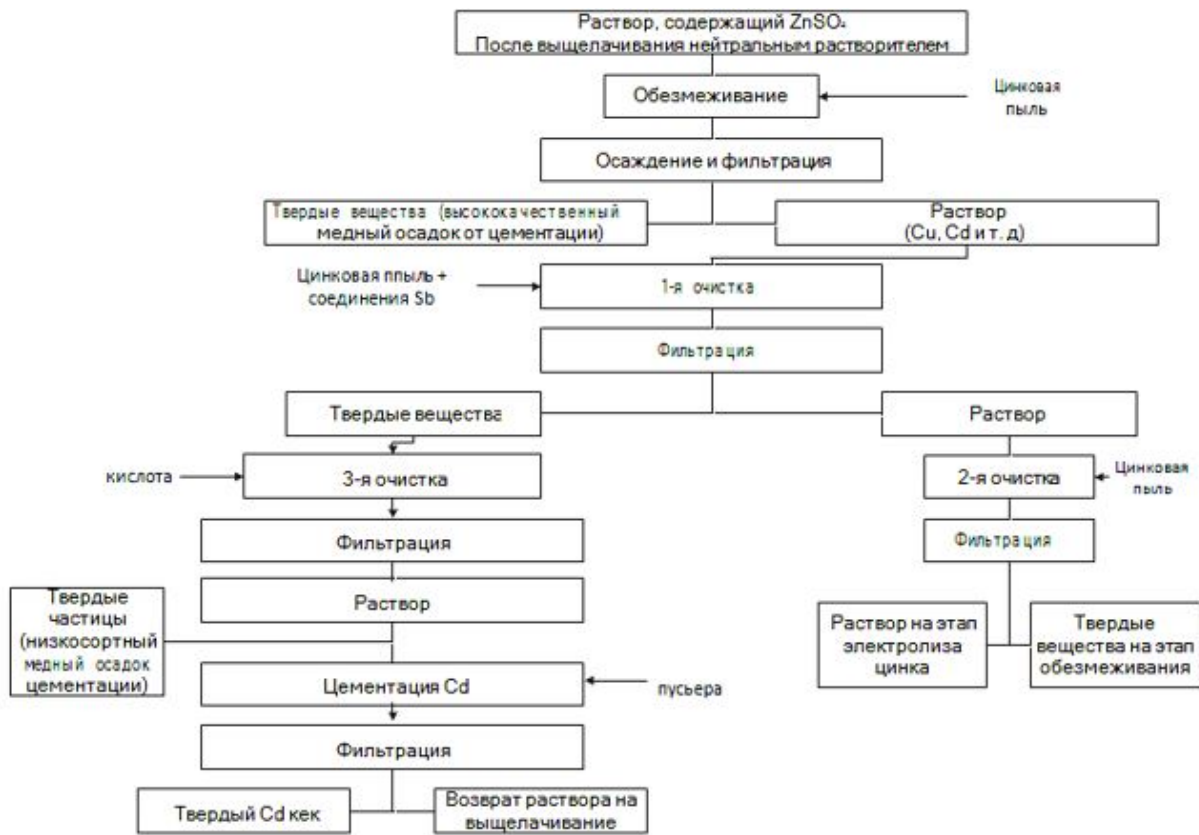 Раствор, содержащий ZnSO₄
После выщелачивания нейтральным растворителем
Обезмеживание
Цинковая
пыль
Осаждение и фильтрация
Твердые вещества (высококачественный
медный осадок от цементации)
Раствор
(Cu, Cd и т. д)
Цинковая ппыль +
соединения Sb
1-я очистка
Фильтрация
Твердые вещества
Раствор
кислота
3-я очистка
2-я очистка
Цинковая
пыль
Фильтрация
Фильтрация
Твердые
частицы
(низкосортный
медный осадок
цементации)
Раствор
Раствор на этап
электролиза
цинка
Твердые
вещества на этап
обезмеживания
Цементация Cd
пусьера
Фильтрация
Твердый Cd кек
Возврат раствора на
выщелачивание